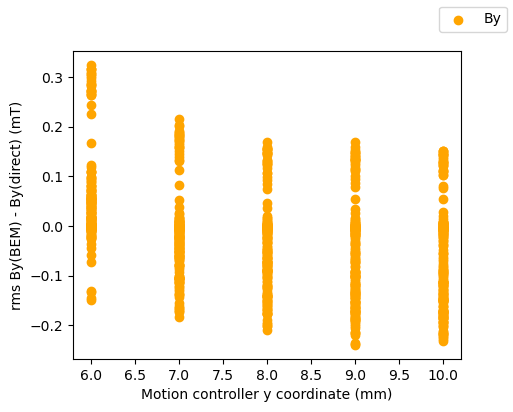 By
0.3
0.2
0.1
0.0
−0.1
−0.2
rms By(BEM) - By(direct) (mT)
6.0 6.5 7.0 7.5 8.0 8.5 9.0 9.5 10.0
Motion controller y coordinate (mm)